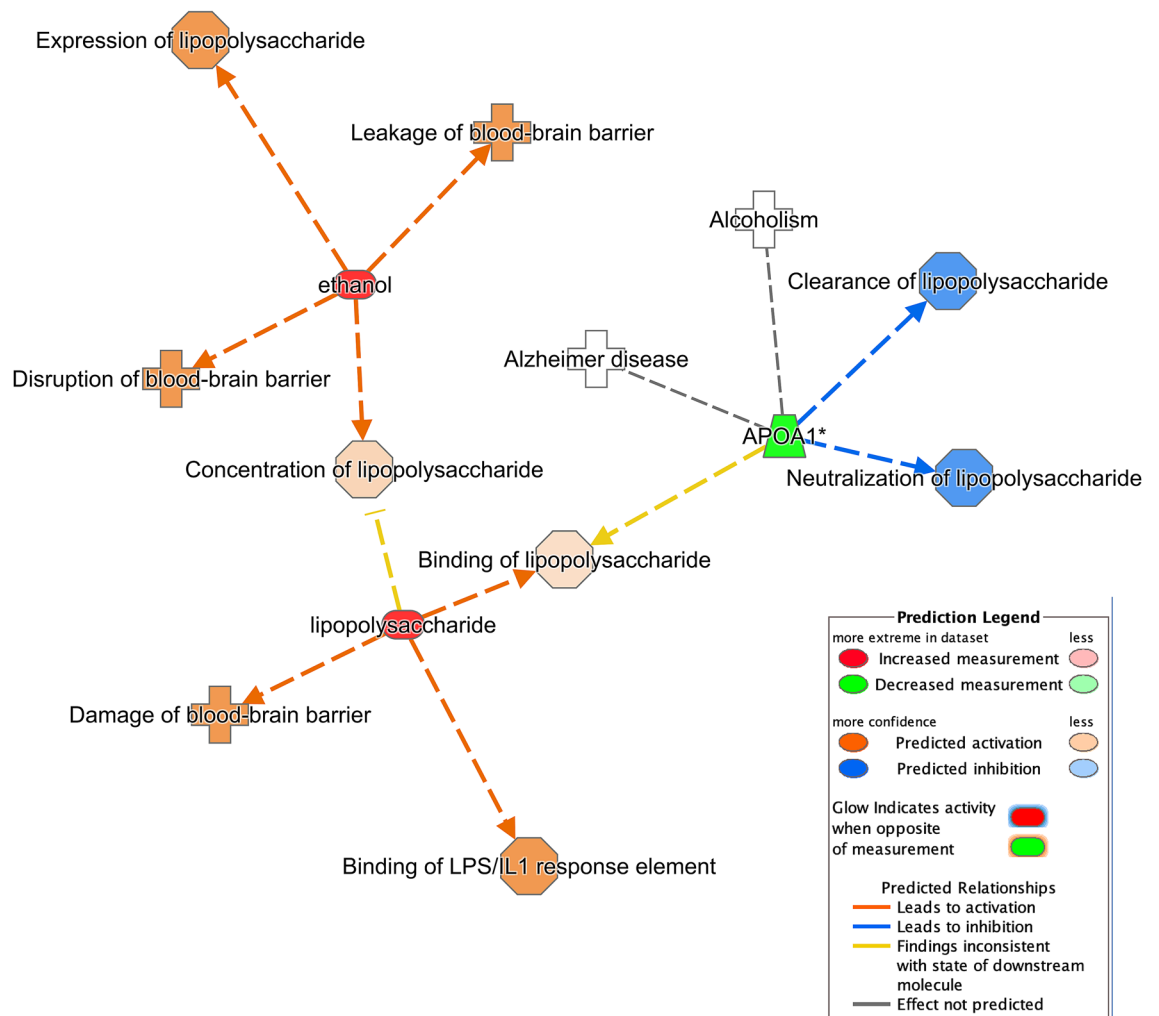 Expression of lipopolysaccharide
Leakage of blood-brain barrier
Alcoholism
Clearance of lipopolysaccharide
ethanol
Alzheimer disease
Disruption of blood-brain barrier
APOA1*
Concentration of lipopolysaccharide
Neutralization of lipopolysaccharide
Binding of lipopolysaccharide
lipopolysaccharide
Damage of blood-brain barrier
Binding of LPS/IL1 response element
Prediction Legend
more extreme in dataset less
Increased measurement
Decreased measurement
more confidence less
Predicted activation
Predicted inhibition
Glow Indicates activity
when opposite
of measurement
Predicted Relationships
Leads to activation
Leads to inhibition
Findings inconsistent
with state of downstream
molecule
Effect not predicted